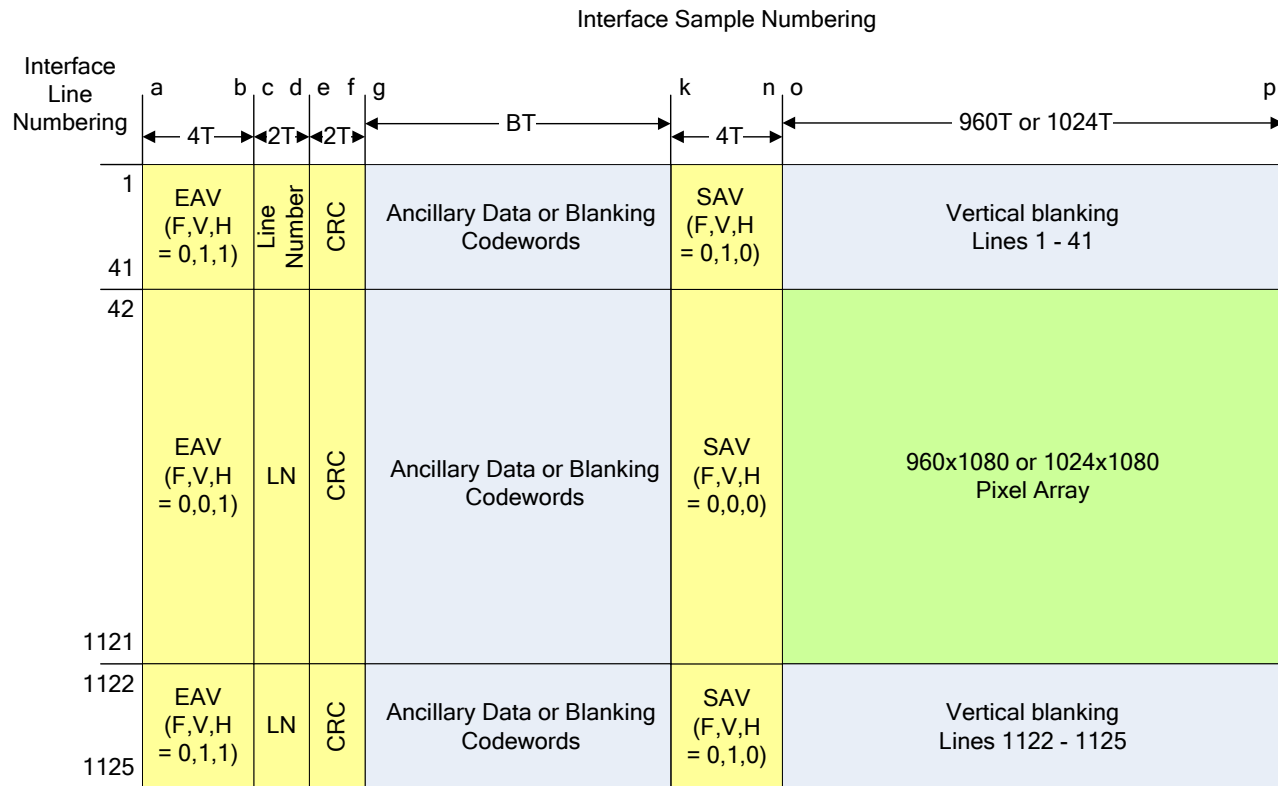 Interface Sample Numbering
Interface
Line
Numbering
a b c d e f g k n o p
4T 2T 2T BT 4T 960T or 1024T
1
41
EAV
(F,V,H
= 0,1,1)
Line
Number
CRC
Ancillary Data or Blanking
Codewords
SAV
(F,V,H
= 0,1,0)
Vertical blanking
Lines 1 - 41
42
1121
EAV
(F,V,H
= 0,0,1)
LN
CRC
Ancillary Data or Blanking
Codewords
SAV
(F,V,H
= 0,0,0)
960x1080 or 1024x1080
Pixel Array
1122
1125
EAV
(F,V,H
= 0,1,1)
LN
CRC
Ancillary Data or Blanking
Codewords
SAV
(F,V,H
= 0,1,0)
Vertical blanking
Lines 1122 - 1125